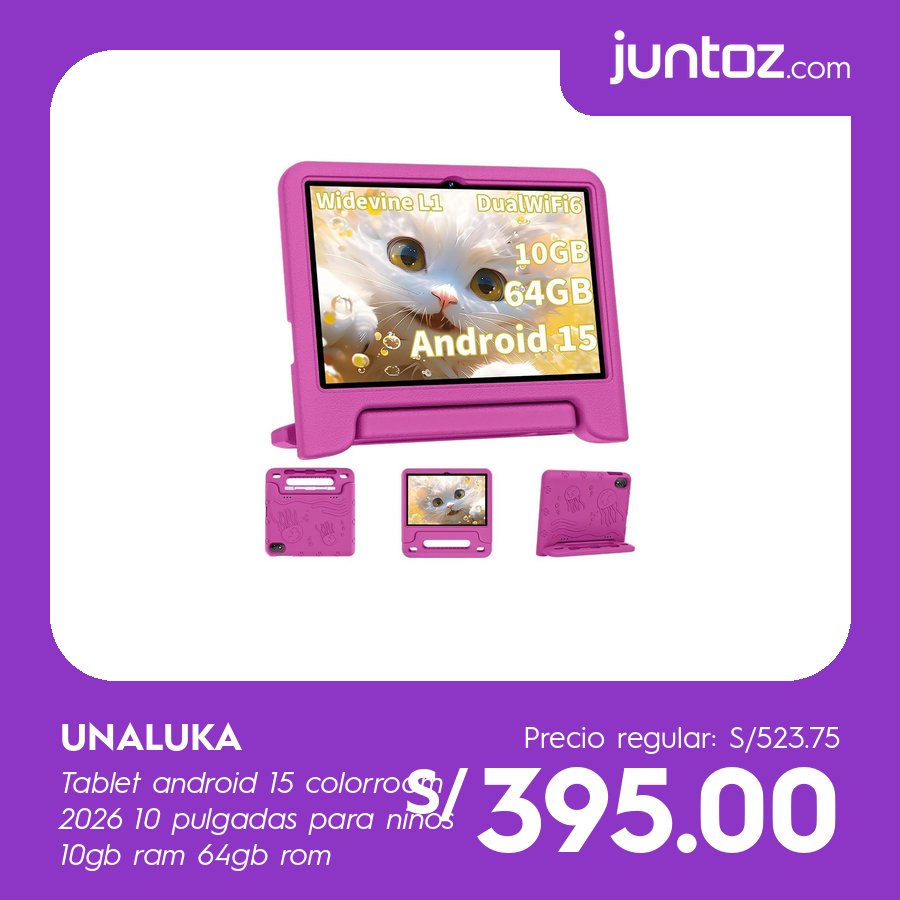 juntoz.com
Widevine L1 DualWiFi6
10GB
64GB
Android 15
UNALUKA
Tablet android 15 colorroom
2026 10 pulgadas para niños
10gb ram 64gb rom
Precio regular: S/523.75
S/395.00